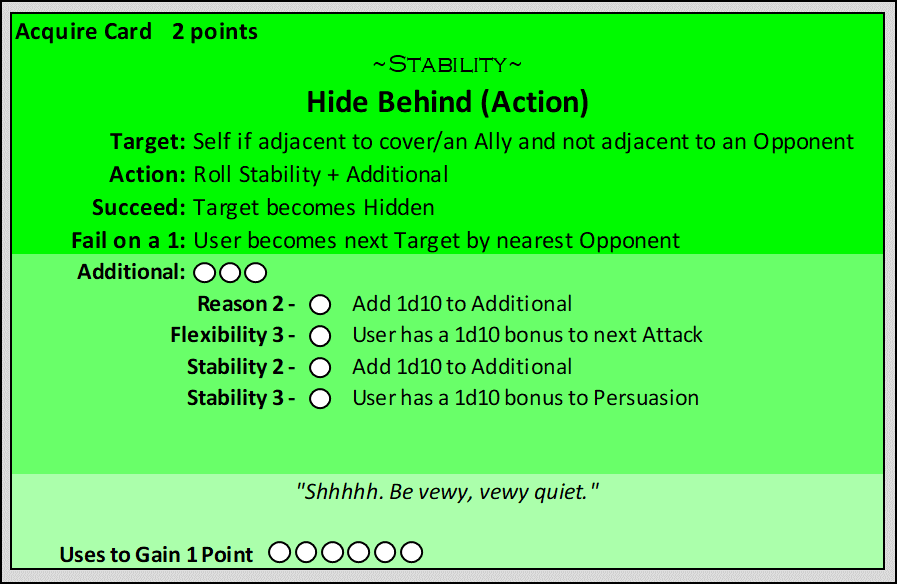 Acquire Card 2 points
~STABILITY~
Hide Behind (Action)
Target: Self if adjacent to cover/an Ally and not adjacent to an Opponent
Action: Roll Stability + Additional
Succeed: Target becomes Hidden
Fail on a 1: User becomes next Target by nearest Opponent
Additional:
Reason 2 - Add 1d10 to Additional
Flexibility 3 - User has a 1d10 bonus to next Attack
Stability 2 - Add 1d10 to Additional
Stability 3 - User has a 1d10 bonus to Persuasion
"Shhhhh. Be vewy, vewy quiet."
Uses to Gain 1 Point